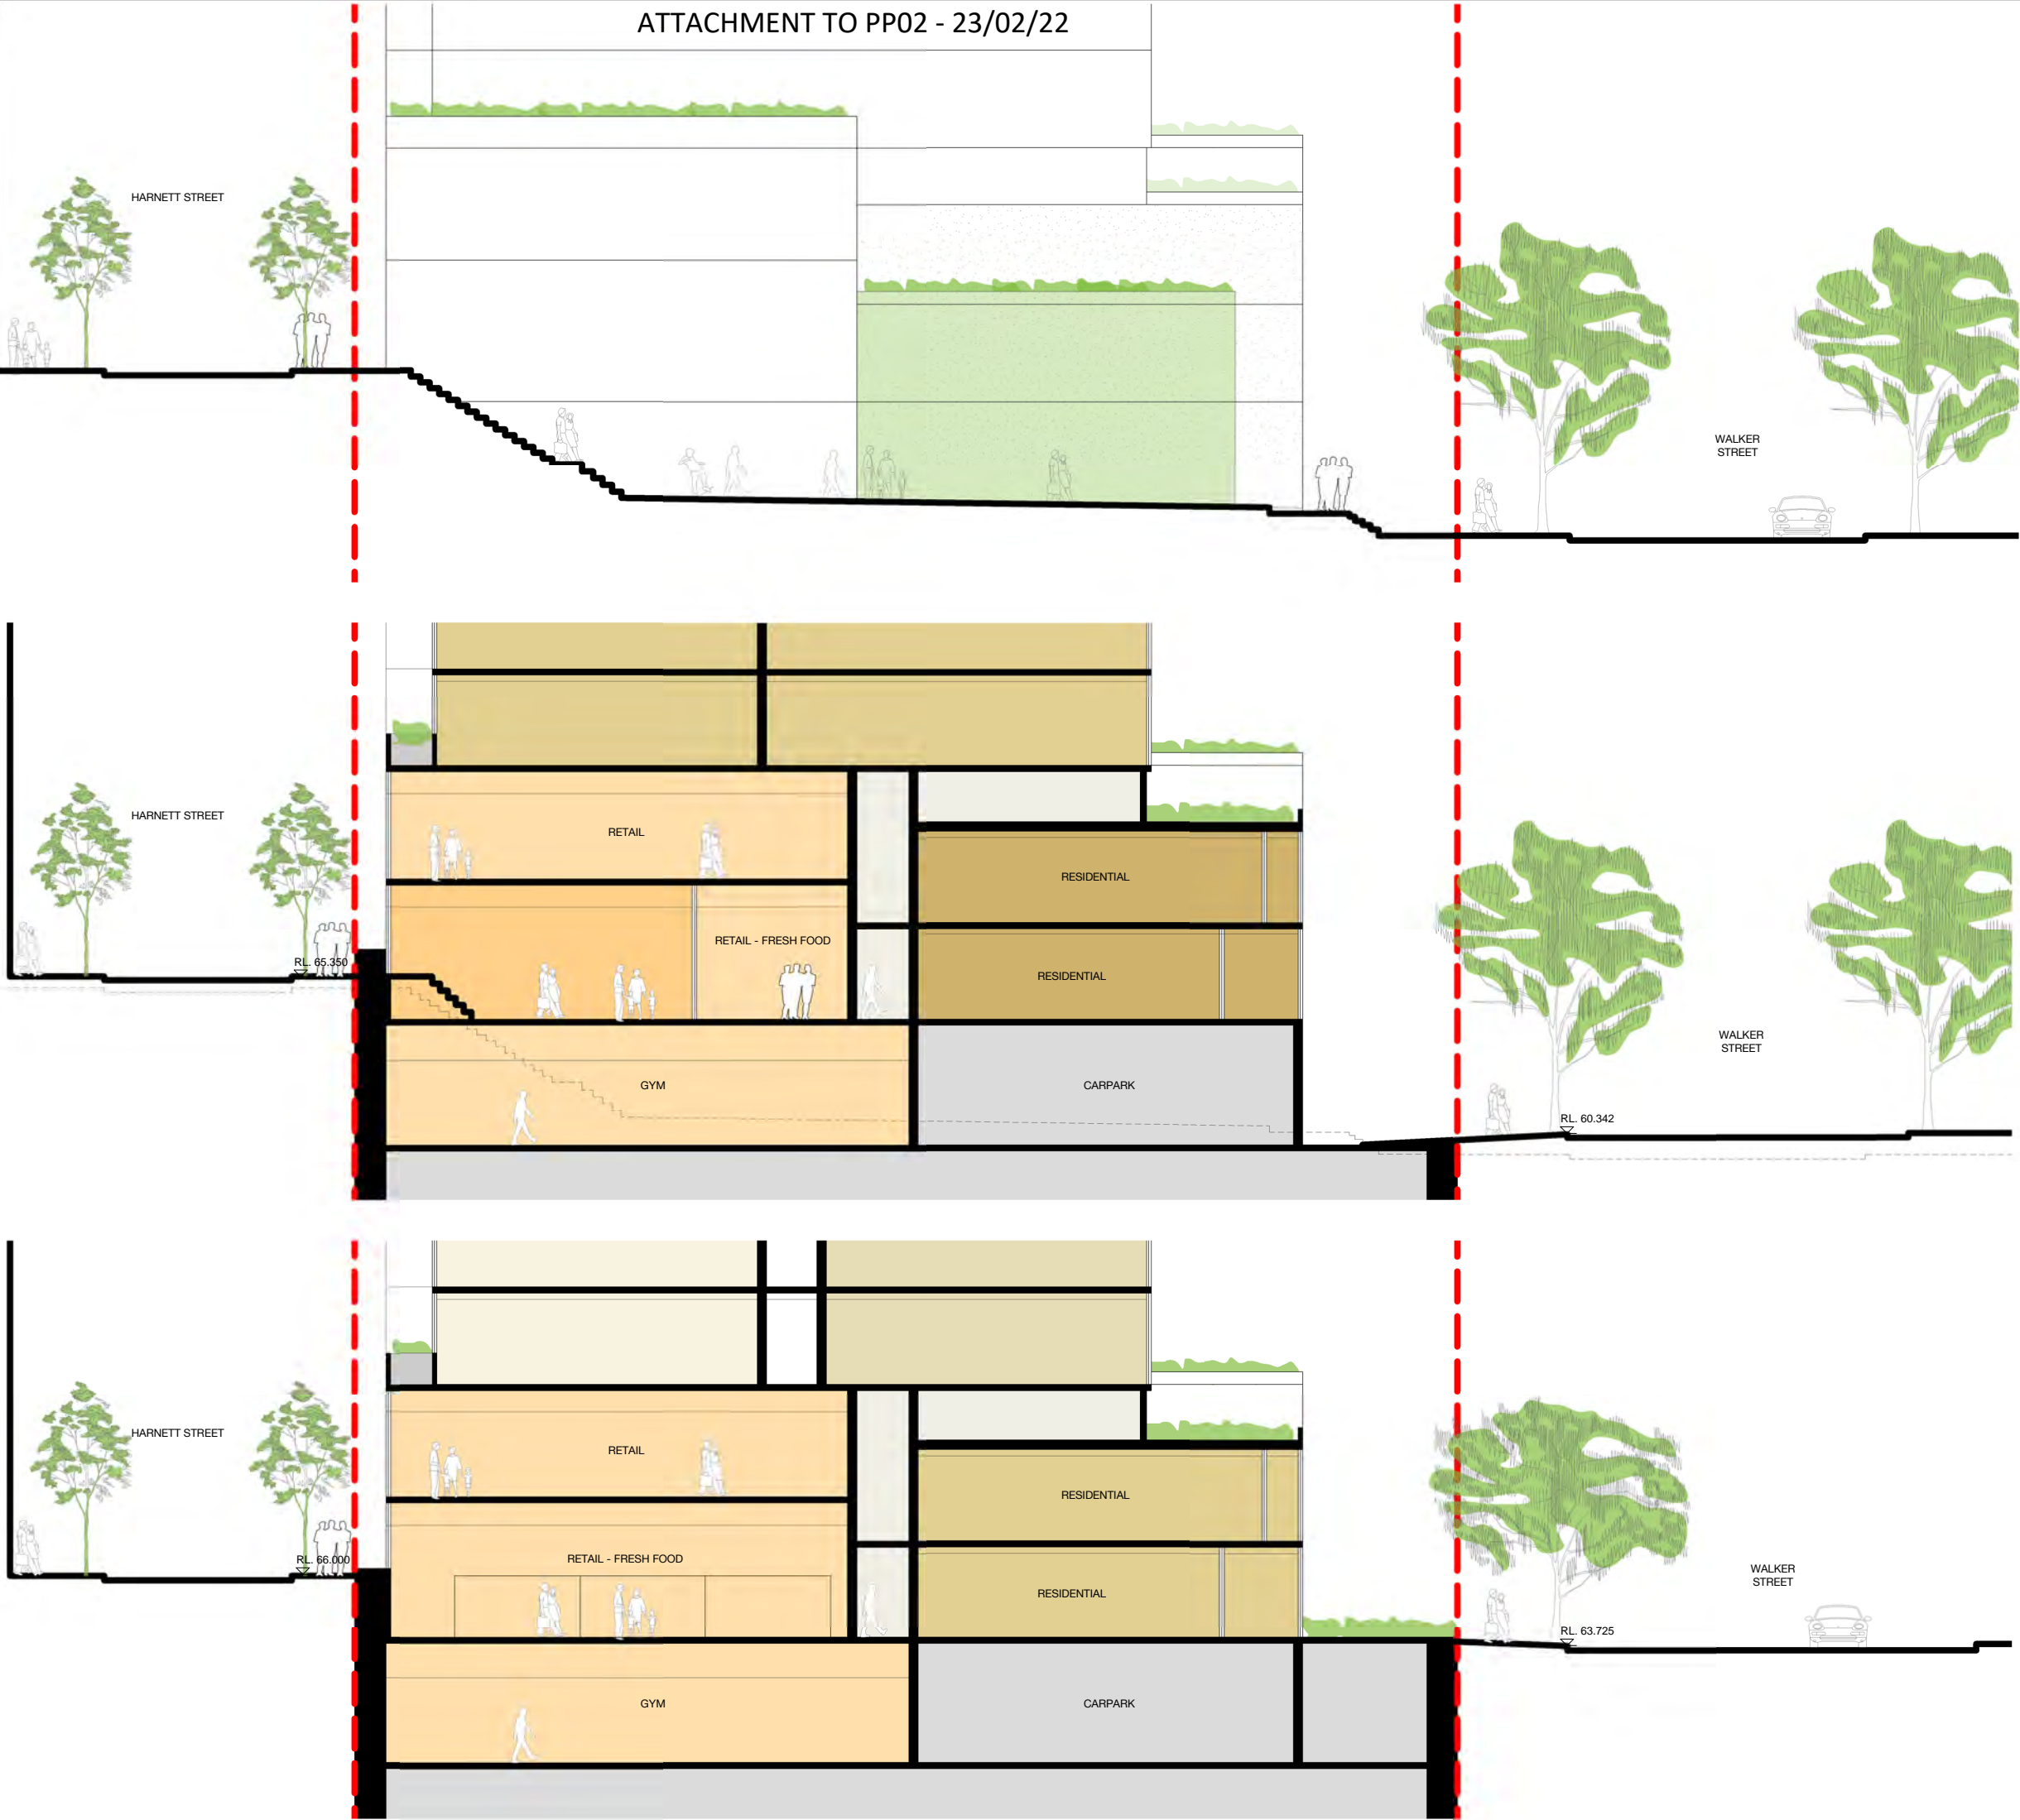 ATTACHMENT TO PP02 - 23/02/22
HARNETT STREET
WALKER
STREET
HARNETT STREET
RETAIL
RESIDENTIAL
RETAIL - FRESH FOOD
RL. 65.350
RESIDENTIAL
WALKER
STREET
GYM
CARPARK
RL. 60.342
HARNETT STREET
RETAIL
RESIDENTIAL
RL. 66.000
RETAIL - FRESH FOOD
WALKER
STREET
RESIDENTIAL
RL. 63.725
GYM
CARPARK